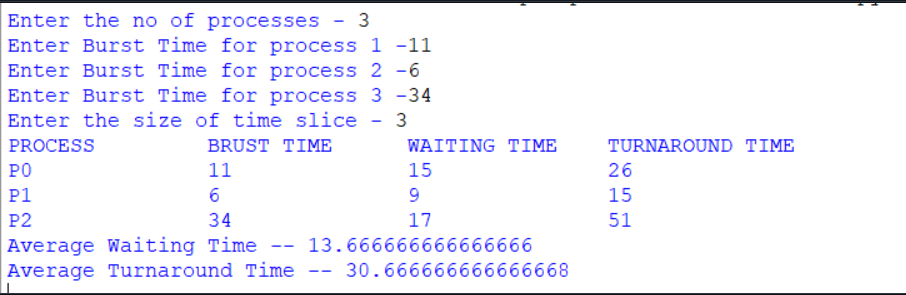 Enter the no of processes - 3
Enter Burst Time for process 1 -11
Enter Burst Time for process 2 -6
Enter Burst Time for process 3 -34
Enter the size of time slice - 3
PROCESS BRUST TIME WAITING TIME TURNAROUND TIME
P0 11 15 26
P1 6 9 15
P2 34 17 51
Average Waiting Time -- 13.666666666666666
Average Turnaround Time -- 30.666666666666668